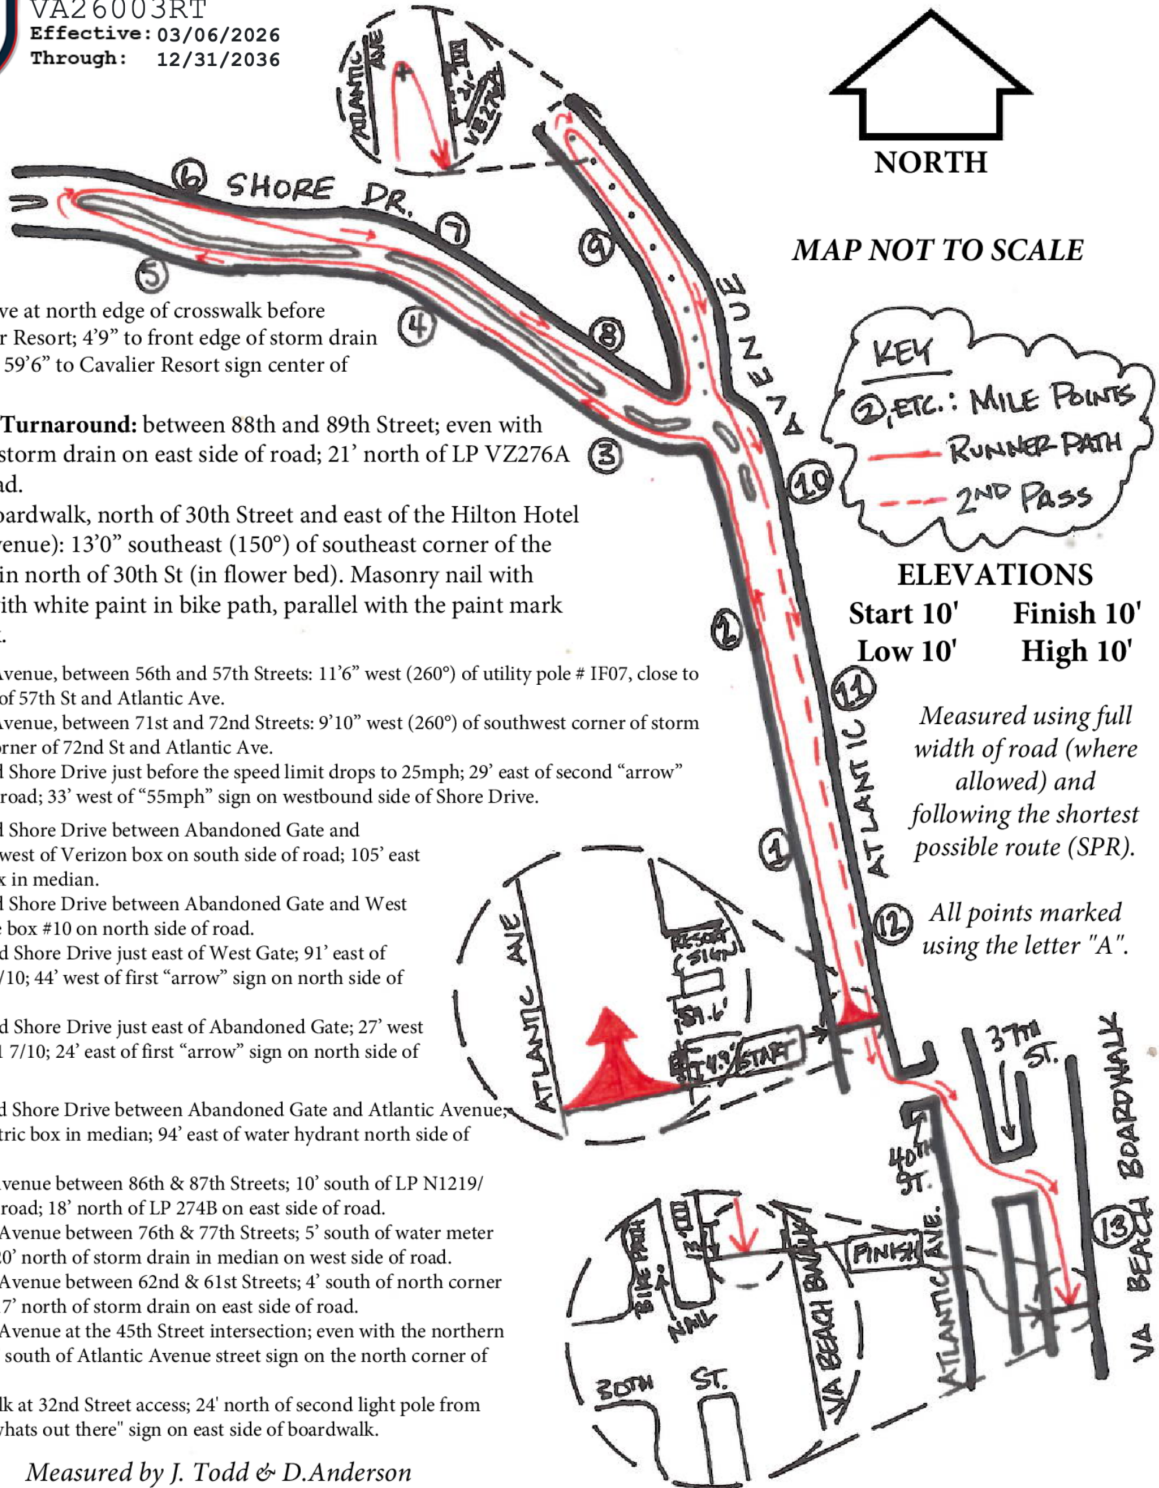 VA26003RT
Effective: 03/06/2026
Through: 12/31/2036
ATLANTIC AVE
21'
VZ276A
NORTH
MAP NOT TO SCALE
6
SHORE DR.
7
9
5
4
8
AVENUE
KEY
2, ETC.: MILE POINTS
RUNNER PATH
2ND PASS
3
10
ve at north edge of crosswalk before
r Resort; 4’9” to front edge of storm drain
59’6” to Cavalier Resort sign center of
Turnaround: between 88th and 89th Street; even with
storm drain on east side of road; 21’ north of LP VZ276A
ad.
oardwalk, north of 30th Street and east of the Hilton Hotel
venue): 13’0” southeast (150°) of southeast corner of the
in north of 30th St (in flower bed). Masonry nail with
vith white paint in bike path, parallel with the paint mark
k.
ELEVATIONS
Start 10' Finish 10'
Low 10' High 10'
2
11
Avenue, between 56th and 57th Streets: 11’6” west (260°) of utility pole # IF07, close to
of 57th St and Atlantic Ave.
Avenue, between 71st and 72nd Streets: 9’10” west (260°) of southwest corner of storm
orner of 72nd St and Atlantic Ave.
d Shore Drive just before the speed limit drops to 25mph; 29’ east of second “arrow”
road; 33’ west of “55mph” sign on westbound side of Shore Drive.
d Shore Drive between Abandoned Gate and
west of Verizon box on south side of road; 105’ east
x in median.
d Shore Drive between Abandoned Gate and West
e box #10 on north side of road.
d Shore Drive just east of West Gate; 91’ east of
/10; 44’ west of first “arrow” sign on north side of
d Shore Drive just east of Abandoned Gate; 27’ west
1 7/10; 24’ east of first “arrow” sign on north side of
d Shore Drive between Abandoned Gate and Atlantic Avenue;
tric box in median; 94’ east of water hydrant north side of
venue between 86th & 87th Streets; 10’ south of LP N1219/
road; 18’ north of LP 274B on east side of road.
Avenue between 76th & 77th Streets; 5’ south of water meter
20’ north of storm drain in median on west side of road.
Avenue between 62nd & 61st Streets; 4’ south of north corner
7’ north of storm drain on east side of road.
Avenue at the 45th Street intersection; even with the northern
south of Atlantic Avenue street sign on the north corner of
lk at 32nd Street access; 24' north of second light pole from
whats out there" sign on east side of boardwalk.
Measured by J. Todd & D.Anderson
Measured using full
width of road (where
allowed) and
following the shortest
possible route (SPR).
All points marked
using the letter "A".
1
ATLANTIC
12
ATLANTIC AVE
RESORT
SIGN
59.6'
4.9'
START
37TH
ST.
40TH
ST.
ATLANTIC AVE.
13
VA BEACH BOARDWALK
BIKE PATH
13'
NAIL
VA BEACH BWALK
FINISH
30TH ST.